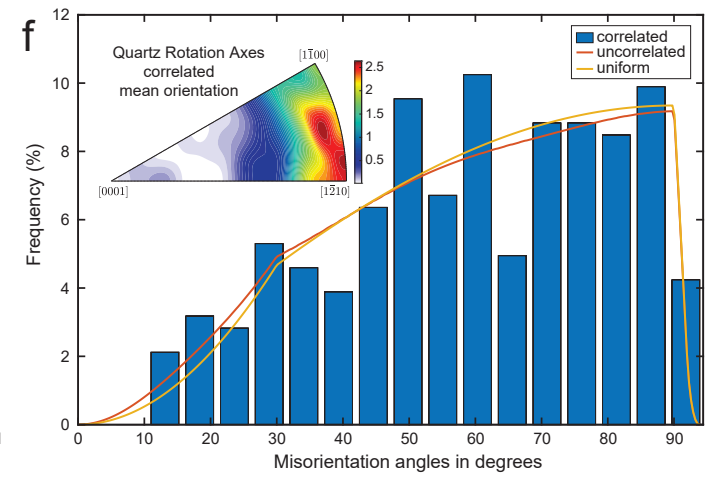 f
12
10
8
6
4
2
0
Frequency (%)
0 10 20 30 40 50 60 70 80 90
Misorientation angles in degrees
Quartz Rotation Axes
correlated
mean orientation
[11̄00]
[0001]
[12̄10]
2.5
2
1.5
1
0.5
correlated
uncorrelated
uniform